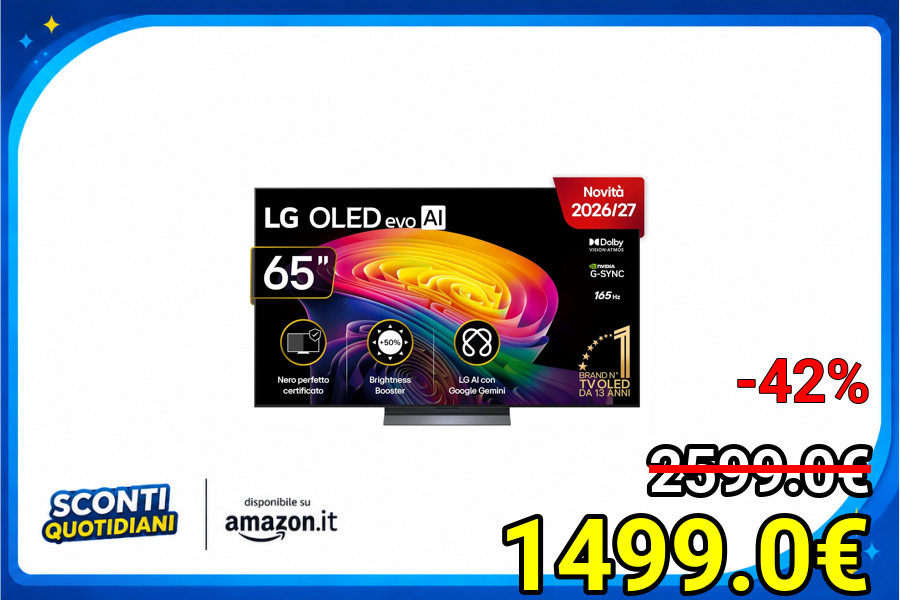 Novità
2026/27
LG OLED evo AI
Dolby
VISION·ATMOS
65”
NVIDIA
G-SYNC
165Hz
+50%
Nero perfetto
certificato
Brightness
Booster
LG AI con
Google Gemini
1
BRAND N°
TV OLED
DA 13 ANNI
-42%
2599.0€
SCONTI
QUOTIDIANI
disponibile su
amazon.it
1499.0€